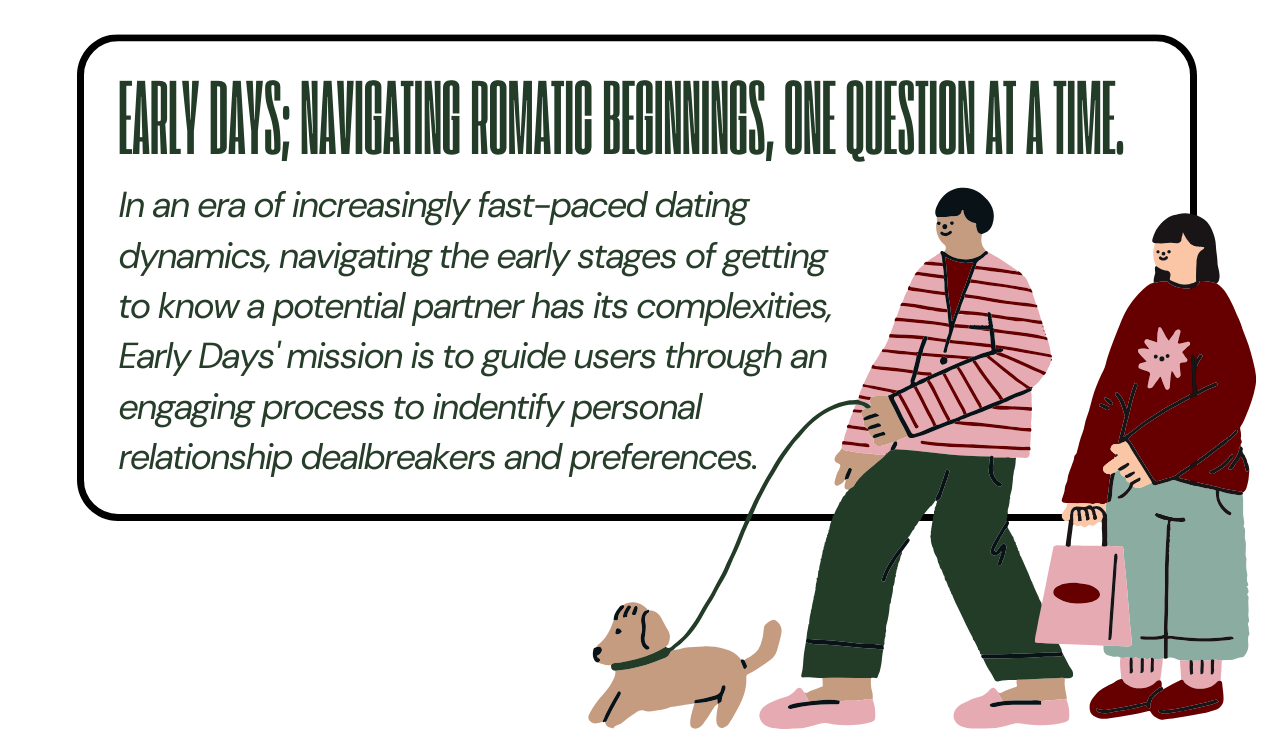 EARLY DAYS; NAVIGATING ROMATIC BEGINNINGS, ONE QUESTION AT A TIME.
In an era of increasingly fast-paced dating
dynamics, navigating the early stages of getting
to know a potential partner has its complexities,
Early Days' mission is to guide users through an
engaging process to indentify personal
relationship dealbreakers and preferences.